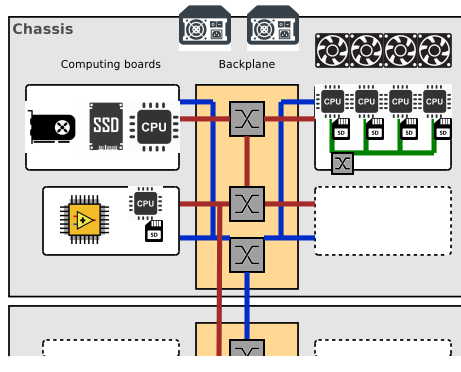 Chassis
Computing boards
Backplane
SSD
CPU
CPU
CPU
CPU
CPU
SD
SD
SD
SD
CPU
SD